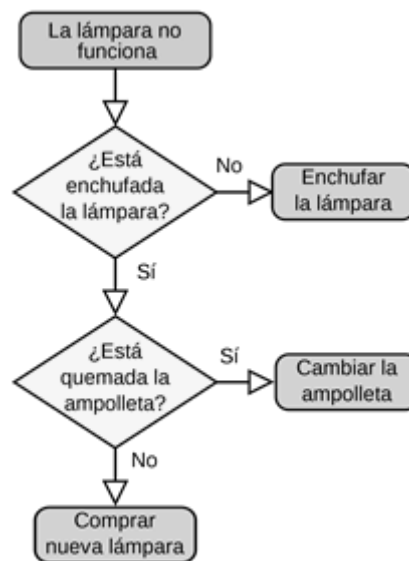 La lámpara no
funciona
¿Está
enchufada
la lámpara?
No
Enchufar
la lámpara
Sí
¿Está
quemada la
ampolleta?
Sí
Cambiar la
ampolleta
No
Comprar
nueva lámpara